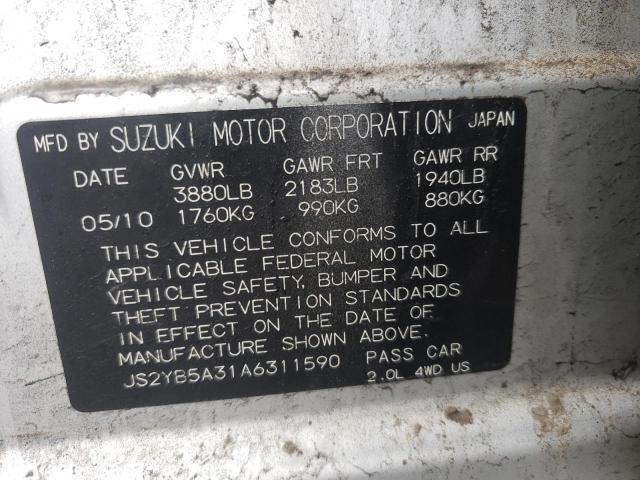 MFD BY SUZUKI MOTOR CORPORATION JAPAN
DATE GVWR GAWR FRT GAWR RR
3880LB 2183LB 1940LB
05/10 1760KG 990KG 880KG
THIS VEHICLE CONFORMS TO ALL
APPLICABLE FEDERAL MOTOR
VEHICLE SAFETY, BUMPER AND
THEFT PREVENTION STANDARDS
IN EFFECT ON THE DATE OF
MANUFACTURE SHOWN ABOVE.
JS2YB5A31A6311590 PASS CAR
2.0L 4WD US